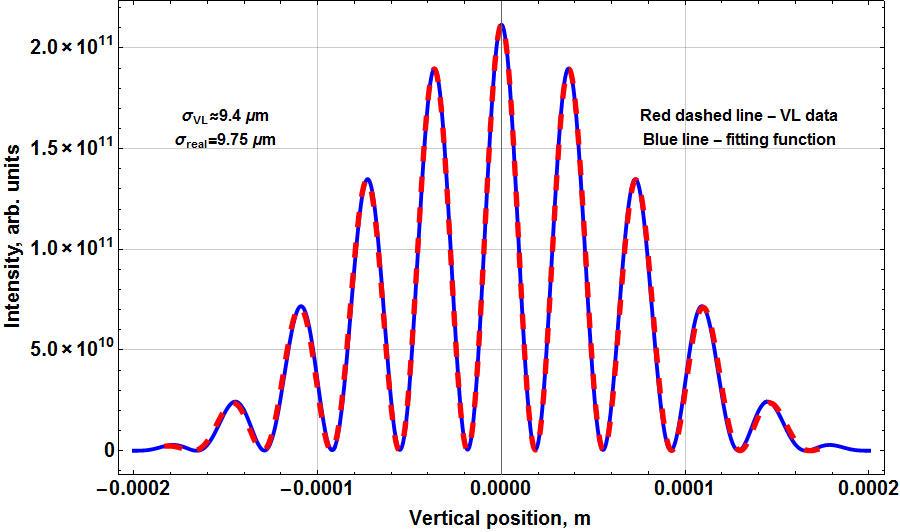 2.0×10¹¹
1.5×10¹¹
1.0×10¹¹
5.0×10¹⁰
0
Intensity, arb. units
σVL≈9.4 μm
σreal=9.75 μm
Red dashed line – VL data
Blue line – fitting function
−0.0002 −0.0001 0.0000 0.0001 0.0002
Vertical position, m